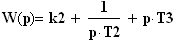 W(p)= k2 + 1/(p·T2) + p·T3